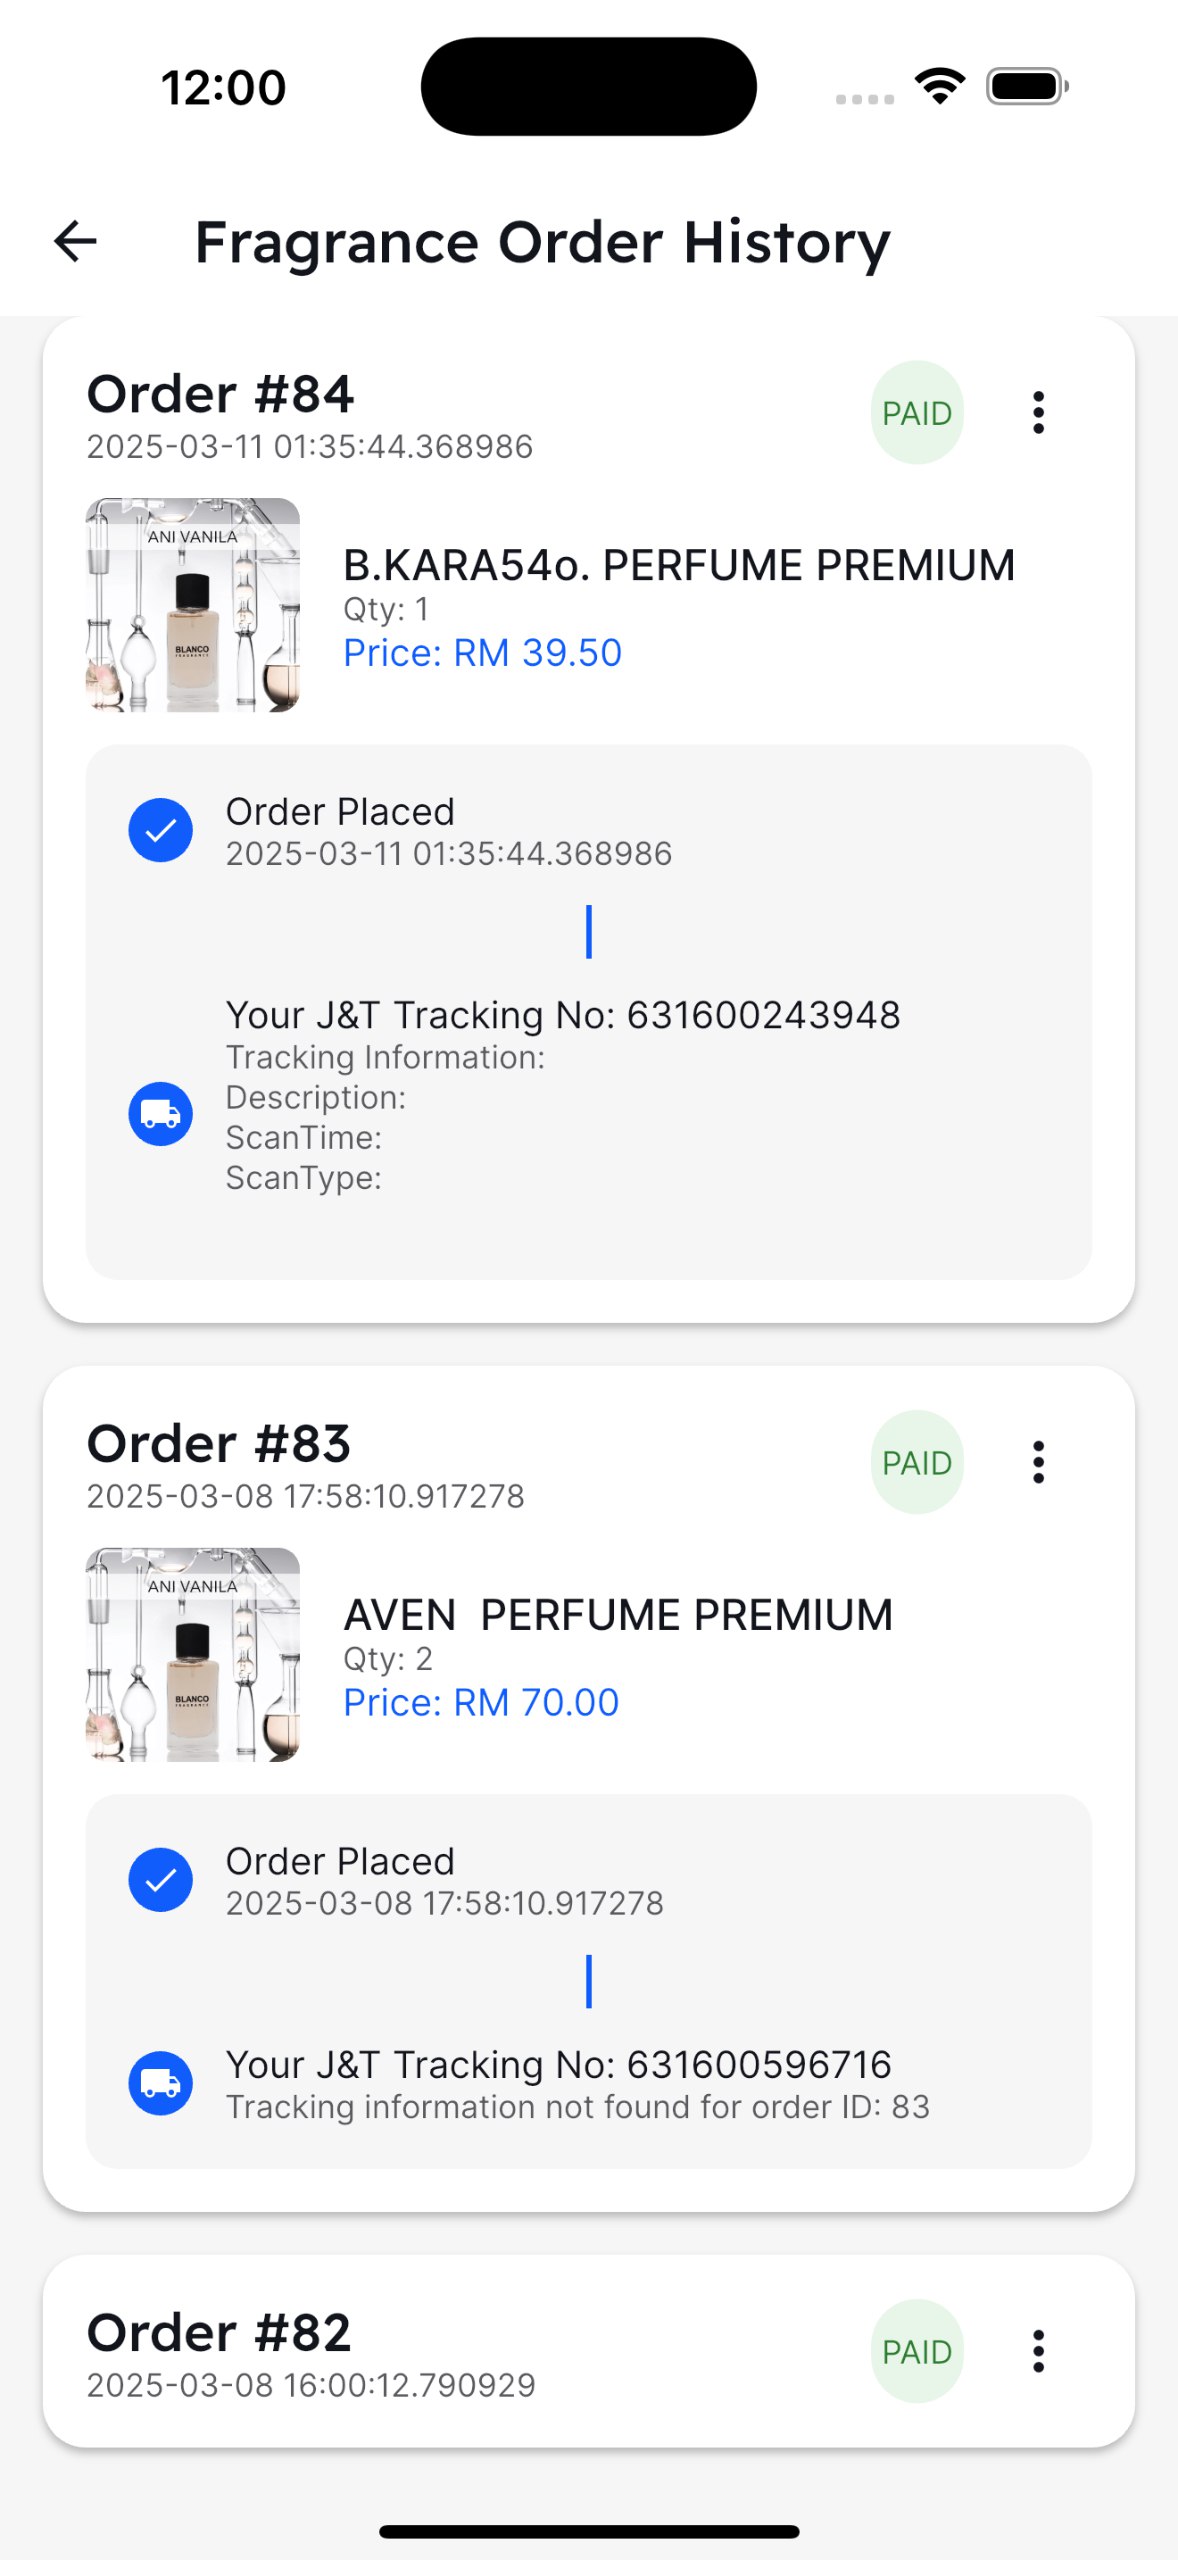 12:00
Fragrance Order History
Order #84
PAID
2025-03-11 01:35:44.368986
ANI VANILA
BLANCO
FRAGRANCE
B.KARA54o. PERFUME PREMIUM
Qty: 1
Price: RM 39.50
Order Placed
2025-03-11 01:35:44.368986
Your J&T Tracking No: 631600243948
Tracking Information:
Description:
ScanTime:
ScanType:
Order #83
PAID
2025-03-08 17:58:10.917278
ANI VANILA
BLANCO
FRAGRANCE
AVEN  PERFUME PREMIUM
Qty: 2
Price: RM 70.00
Order Placed
2025-03-08 17:58:10.917278
Your J&T Tracking No: 631600596716
Tracking information not found for order ID: 83
Order #82
PAID
2025-03-08 16:00:12.790929